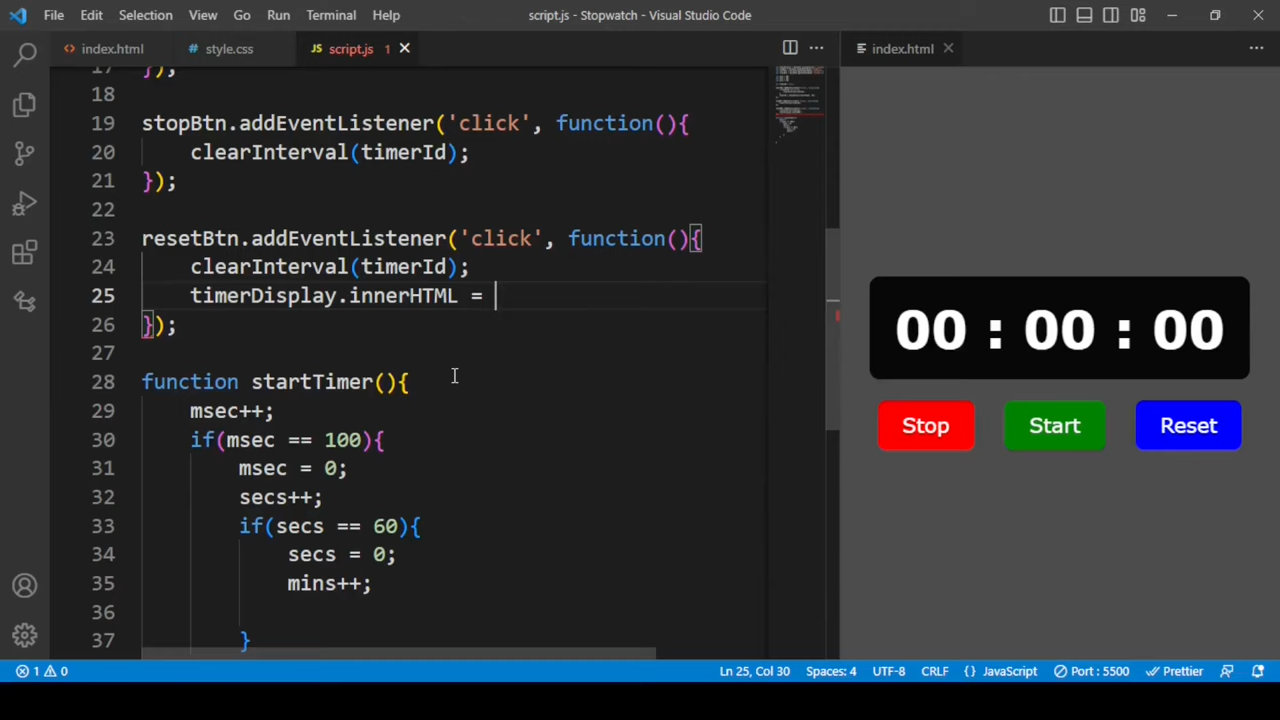 File Edit Selection View Go Run Terminal Help script.js - Stopwatch - Visual Studio Code
index.html style.css JS script.js 1 index.html
17 });
18
19 stopBtn.addEventListener('click', function(){
20 clearInterval(timerId);
21 });
22
23 resetBtn.addEventListener('click', function(){
24 clearInterval(timerId);
25 timerDisplay.innerHTML =
26 });
27
28 function startTimer(){
29 msec++;
30 if(msec == 100){
31 msec = 0;
32 secs++;
33 if(secs == 60){
34 secs = 0;
35 mins++;
36
37 }
00 : 00 : 00
Stop Start Reset
1 0 Ln 25, Col 30 Spaces: 4 UTF-8 CRLF {} JavaScript Port : 5500 Prettier